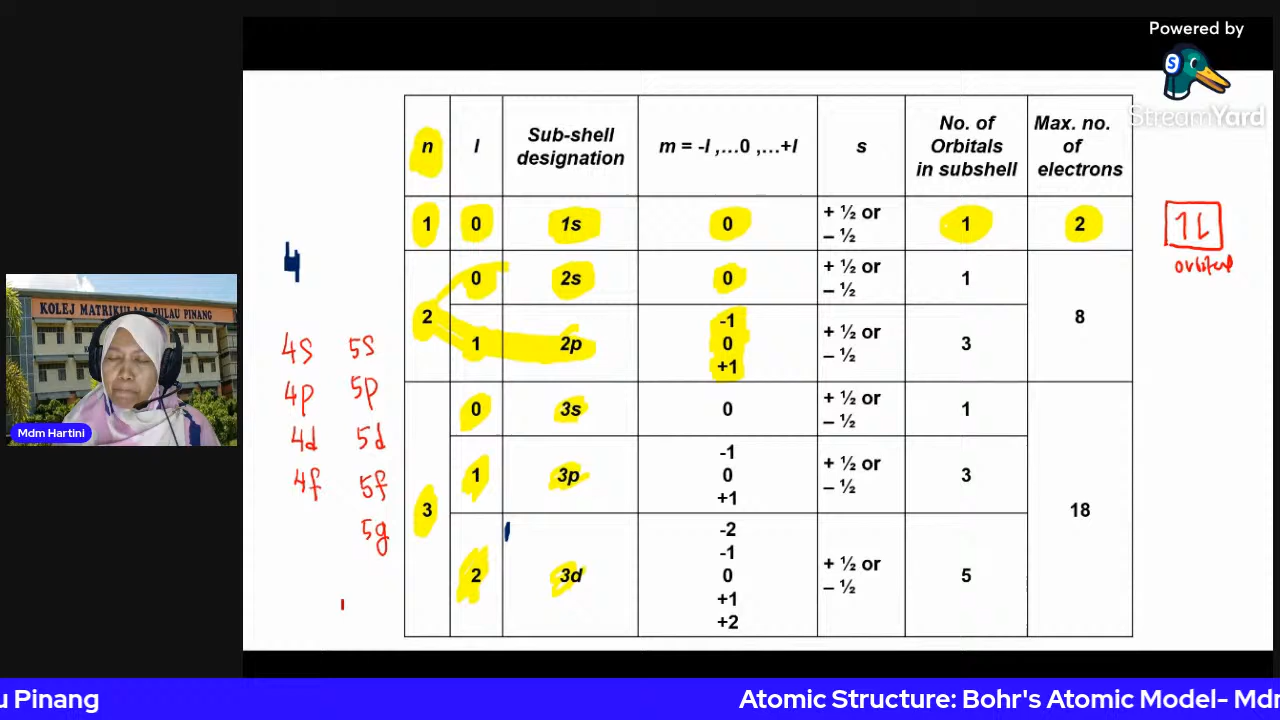 Powered by
StreamYard
n l Sub-shell designation m = -l ,...0 ,...+l s No. of Orbitals in subshell Max. no. of electrons
1 0 1s 0 + ½ or – ½ 1 2
2 0 2s 0 + ½ or – ½ 1 8
1 2p -1 0 +1 + ½ or – ½ 3
3 0 3s 0 + ½ or – ½ 1 18
1 3p -1 0 +1 + ½ or – ½ 3
2 3d -2 -1 0 +1 +2 + ½ or – ½ 5
1l
orbital
4
4s 5s
4p 5p
4d 5d
4f 5f
5g
KOLEJ MATRIKULASI PULAU PINANG
Mdm Hartini
u Pinang
Atomic Structure: Bohr's Atomic Model- Mdm